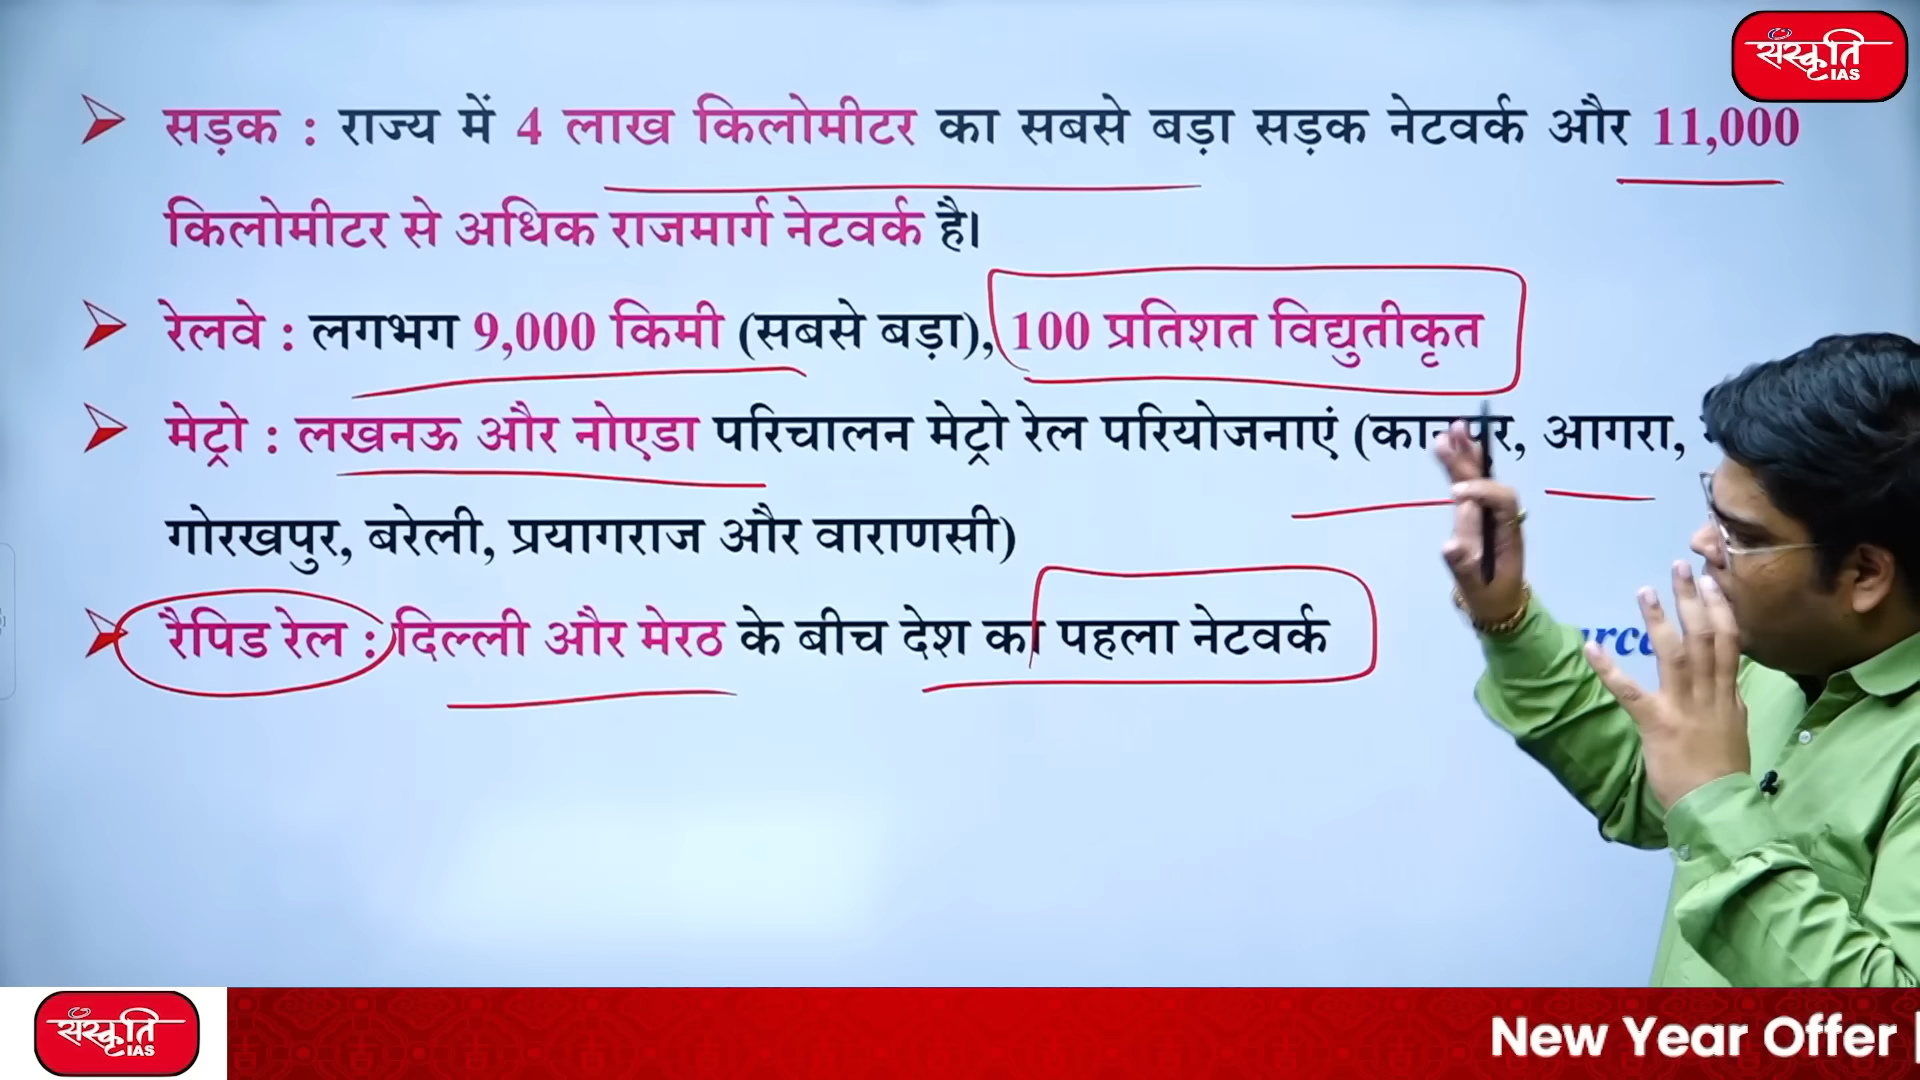 संस्कृति
IAS
सड़क : राज्य में 4 लाख किलोमीटर का सबसे बड़ा सड़क नेटवर्क और 11,000
किलोमीटर से अधिक राजमार्ग नेटवर्क है।
रेलवे : लगभग 9,000 किमी (सबसे बड़ा), 100 प्रतिशत विद्युतीकृत
मेट्रो : लखनऊ और नोएडा परिचालन मेट्रो रेल परियोजनाएं (कानपुर, आगरा,
गोरखपुर, बरेली, प्रयागराज और वाराणसी)
रैपिड रेल : दिल्ली और मेरठ के बीच देश का पहला नेटवर्क
संस्कृति
IAS
New Year Offer |